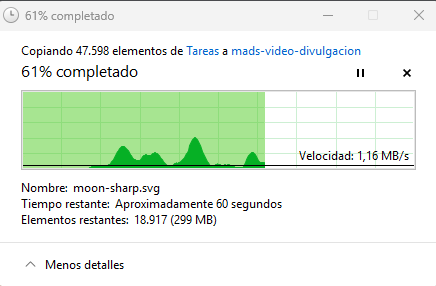 61% completado
Copiando 47.598 elementos de Tareas a mads-video-divulgacion
61% completado
Velocidad: 1,16 MB/s
Nombre: moon-sharp.svg
Tiempo restante: Aproximadamente 60 segundos
Elementos restantes: 18.917 (299 MB)
Menos detalles